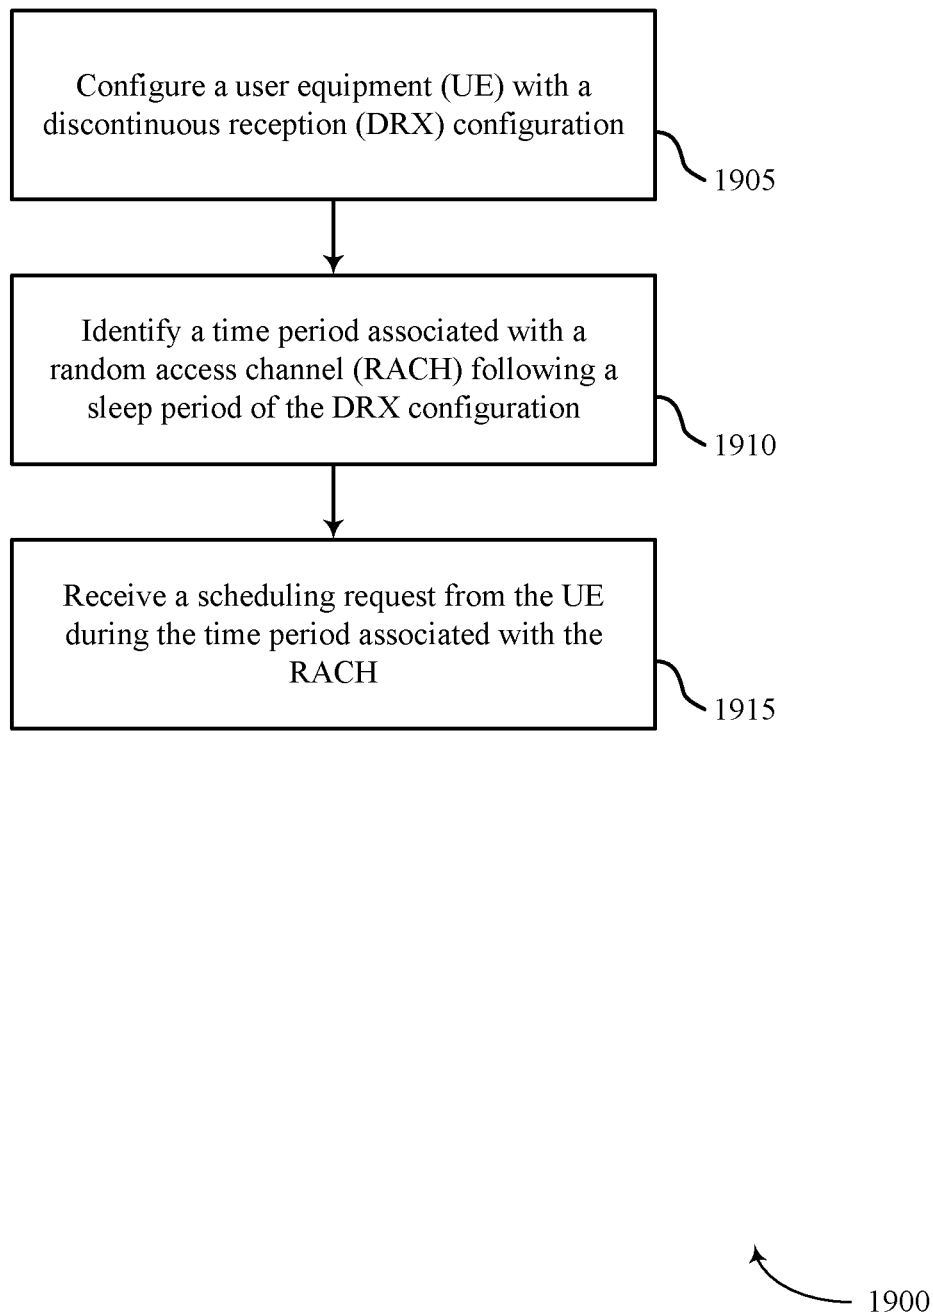 Configure a user equipment (UE) with a
discontinuous reception (DRX) configuration
1905
Identify a time period associated with a
random access channel (RACH) following a
sleep period of the DRX configuration
1910
Receive a scheduling request from the UE
during the time period associated with the
RACH
1915
1900